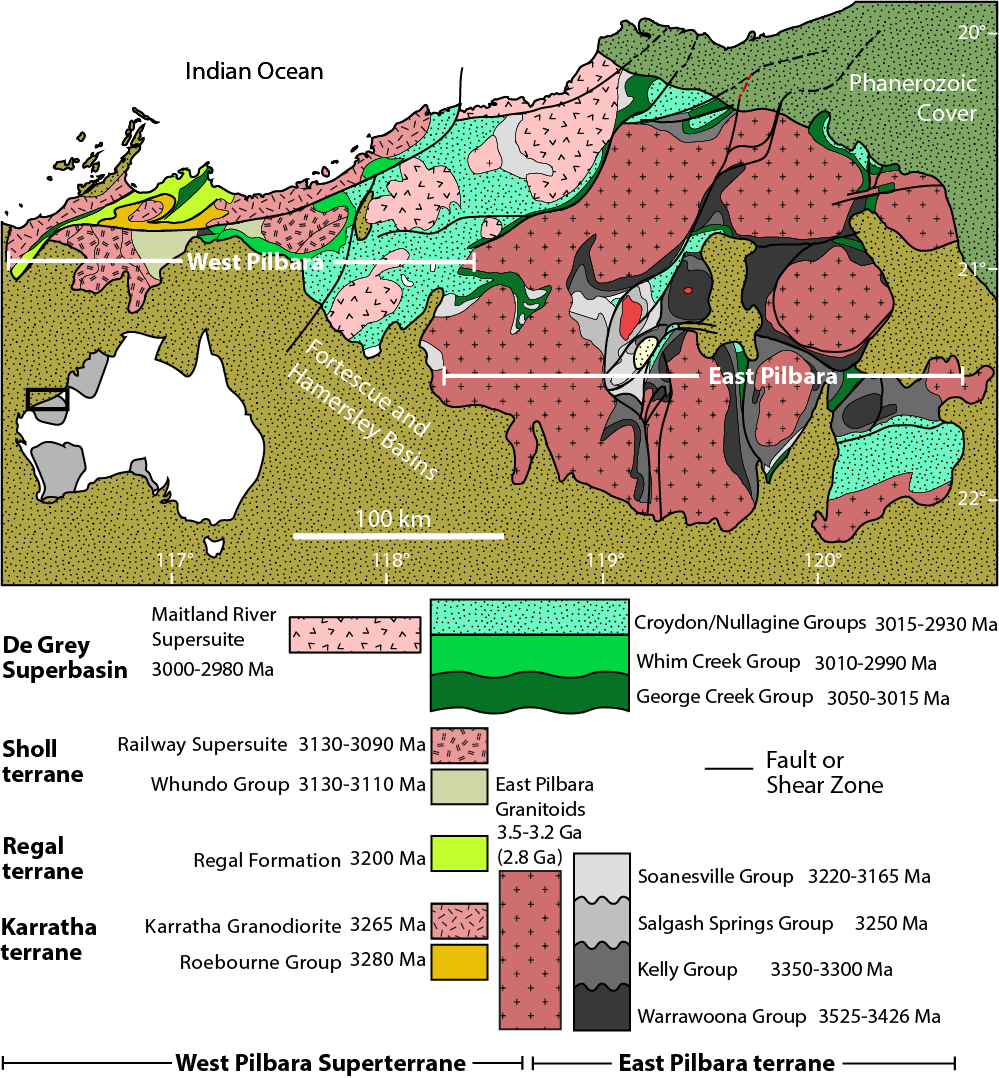 Indian Ocean
20°
Phanerozoic
Cover
West Pilbara
21°
Fortescue and
Hamersley Basins
East Pilbara
22°
100 km
117°
118°
119°
120°
De Grey
Superbasin
Maitland River
Supersuite
3000-2980 Ma
Croydon/Nullagine Groups 3015-2930 Ma
Whim Creek Group 3010-2990 Ma
George Creek Group 3050-3015 Ma
Sholl
terrane
Railway Supersuite 3130-3090 Ma
Whundo Group 3130-3110 Ma
Fault or
Shear Zone
East Pilbara
Granitoids
3.5-3.2 Ga
(2.8 Ga)
Regal
terrane
Regal Formation 3200 Ma
Karratha
terrane
Karratha Granodiorite 3265 Ma
Roebourne Group 3280 Ma
Soanesville Group 3220-3165 Ma
Salgash Springs Group 3250 Ma
Kelly Group 3350-3300 Ma
Warrawoona Group 3525-3426 Ma
West Pilbara Superterrane
East Pilbara terrane